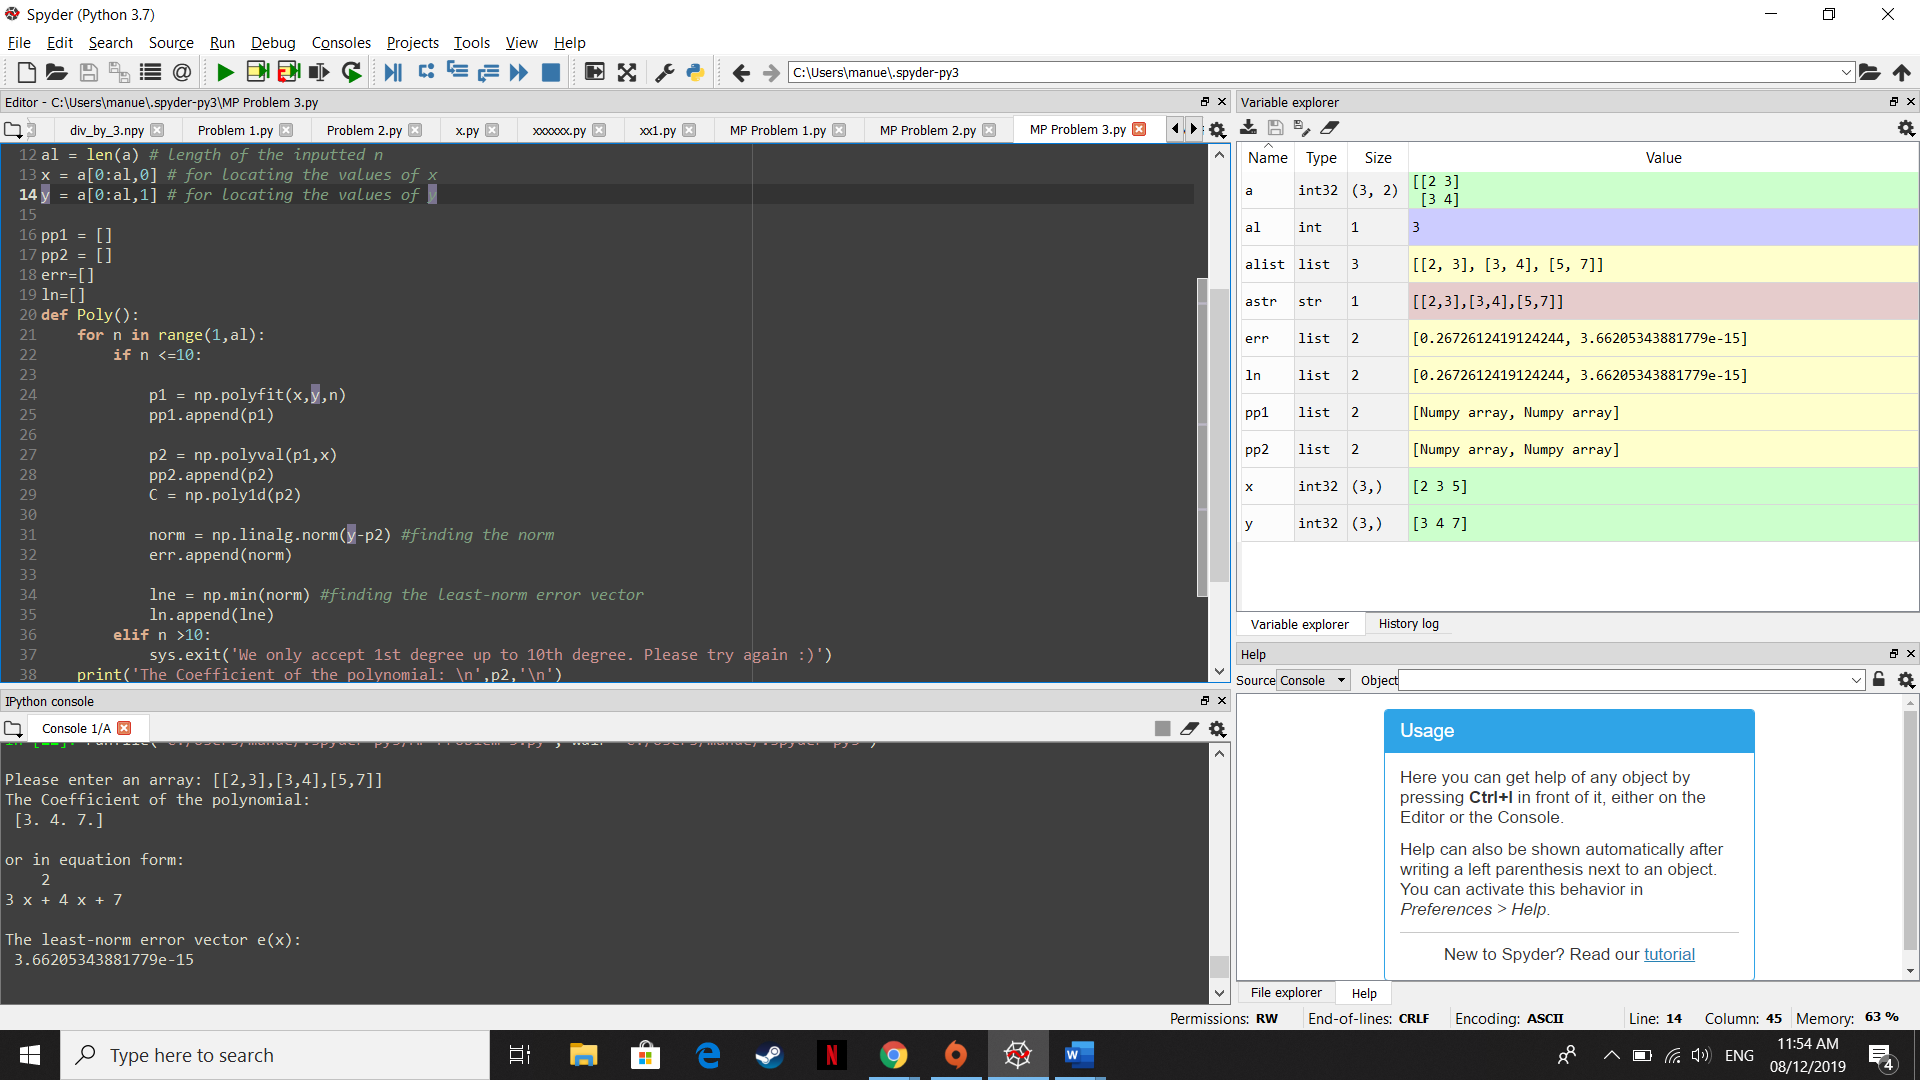 Spyder (Python 3.7)
File Edit Search Source Run Debug Consoles Projects Tools View Help
C:\Users\manue\.spyder-py3
Editor - C:\Users\manue\.spyder-py3\MP Problem 3.py
div_by_3.npy Problem 1.py Problem 2.py x.py xxxxxx.py xx1.py MP Problem 1.py MP Problem 2.py MP Problem 3.py
12 al = len(a) # length of the inputted n
13 x = a[0:al,0] # for locating the values of x
14 y = a[0:al,1] # for locating the values of y
15
16 pp1 = []
17 pp2 = []
18 err=[]
19 ln=[]
20 def Poly():
21     for n in range(1,al):
22         if n <=10:
23
24             p1 = np.polyfit(x,y,n)
25             pp1.append(p1)
26
27             p2 = np.polyval(p1,x)
28             pp2.append(p2)
29             C = np.poly1d(p2)
30
31             norm = np.linalg.norm(y-p2) #finding the norm
32             err.append(norm)
33
34             lne = np.min(norm) #finding the least-norm error vector
35             ln.append(lne)
36         elif n >10:
37             sys.exit('We only accept 1st degree up to 10th degree. Please try again :)')
38     print('The Coefficient of the polynomial: \n',p2,'\n')
IPython console
Console 1/A
Please enter an array: [[2,3],[3,4],[5,7]]
The Coefficient of the polynomial:
[3. 4. 7.]
or in equation form:
2
3 x + 4 x + 7
The least-norm error vector e(x):
3.66205343881779e-15
Variable explorer
Name Type Size Value
a int32 (3, 2) [[2 3]
[3 4]
al int 1 3
alist list 3 [[2, 3], [3, 4], [5, 7]]
astr str 1 [[2,3],[3,4],[5,7]]
err list 2 [0.2672612419124244, 3.66205343881779e-15]
ln list 2 [0.2672612419124244, 3.66205343881779e-15]
pp1 list 2 [Numpy array, Numpy array]
pp2 list 2 [Numpy array, Numpy array]
x int32 (3,) [2 3 5]
y int32 (3,) [3 4 7]
Variable explorer History log
Help
Source Console Object
Usage
Here you can get help of any object by
pressing Ctrl+I in front of it, either on the
Editor or the Console.
Help can also be shown automatically after
writing a left parenthesis next to an object.
You can activate this behavior in
Preferences > Help.
New to Spyder? Read our tutorial
File explorer Help
Permissions: RW End-of-lines: CRLF Encoding: ASCII Line: 14 Column: 45 Memory: 63 %
Type here to search
ENG
11:54 AM
08/12/2019
4